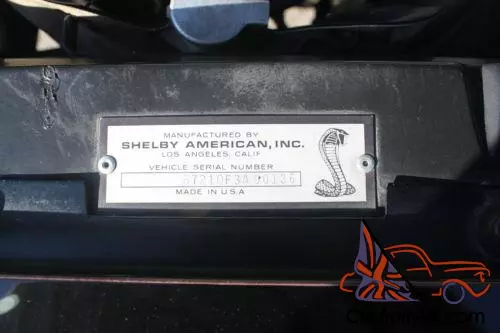 MANUFACTURED BY
SHELBY AMERICAN, INC.
LOS ANGELES, CALIF.
VEHICLE SERIAL NUMBER
MADE IN U.S.A